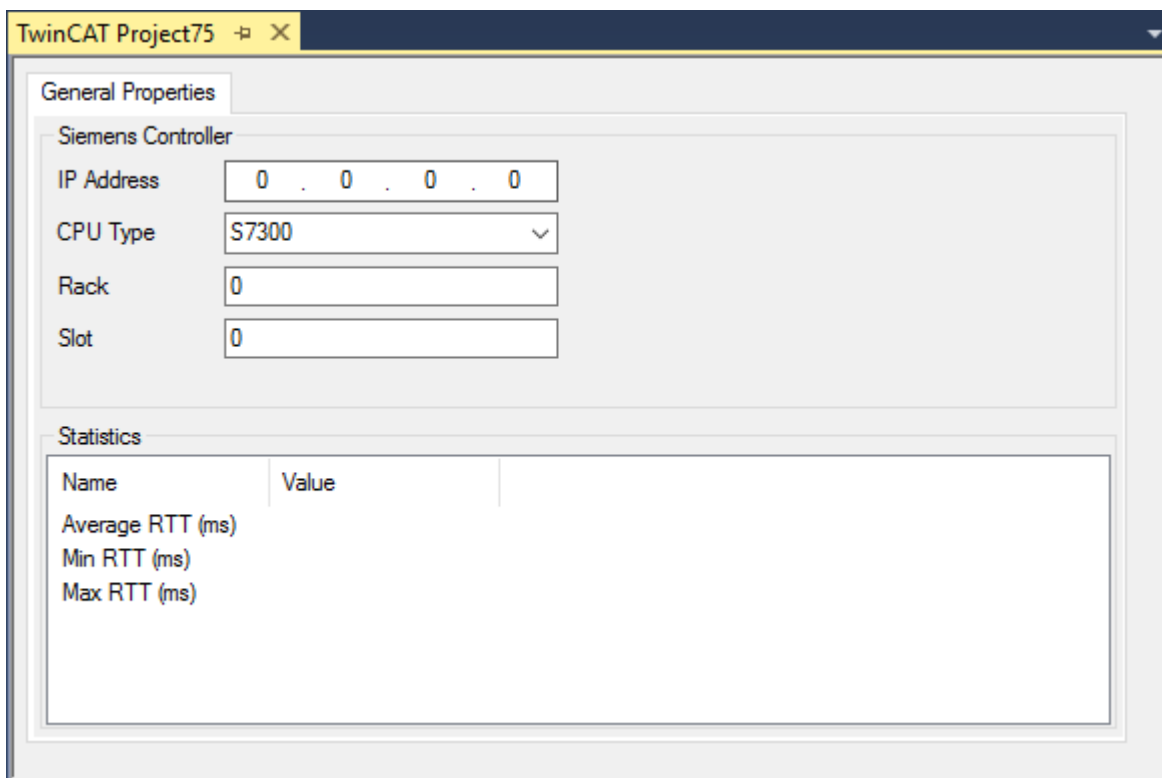 TwinCAT Project75
General Properties
Siemens Controller
IP Address 0 . 0 . 0 . 0
CPU Type S7300
Rack 0
Slot 0
Statistics
Name Value
Average RTT (ms)
Min RTT (ms)
Max RTT (ms)